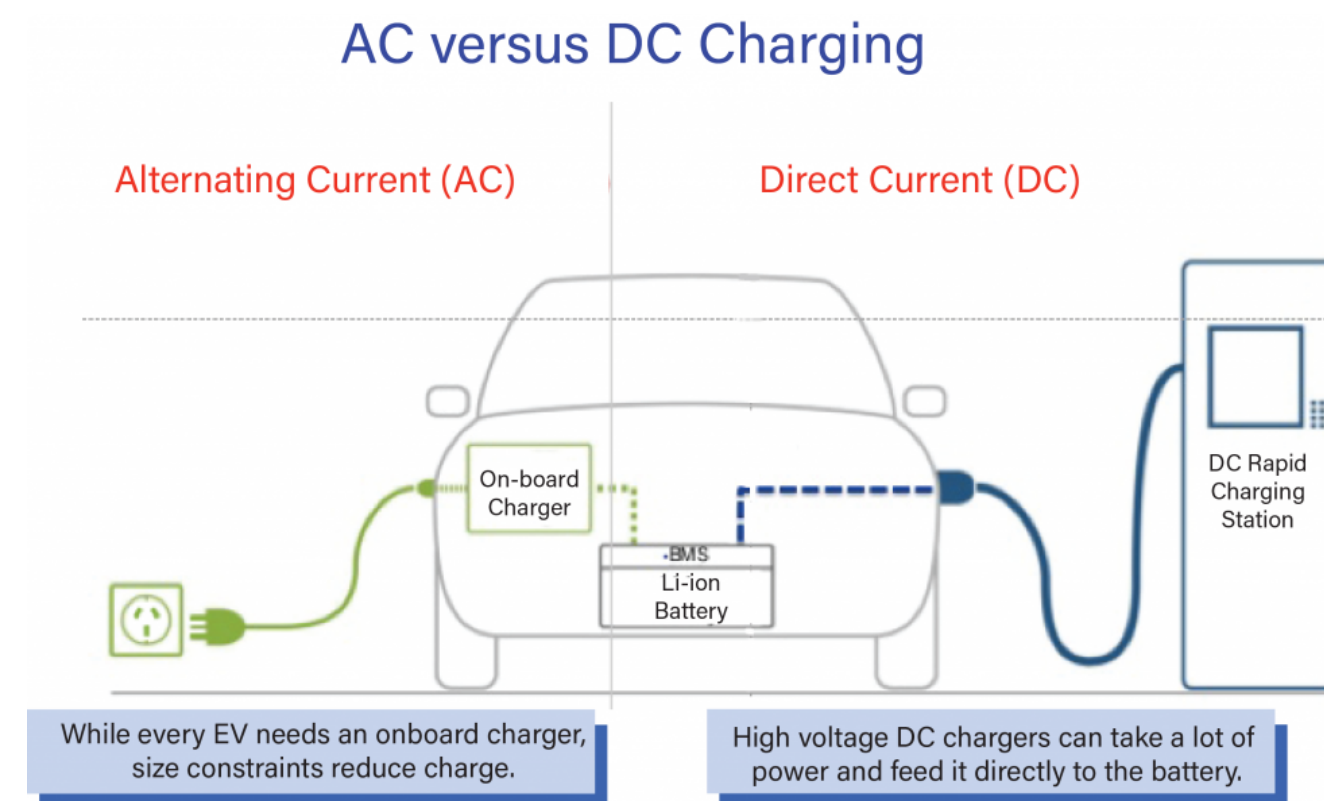 AC versus DC Charging
Alternating Current (AC)
Direct Current (DC)
On-board
Charger
BMS
Li-ion
Battery
DC Rapid
Charging
Station
While every EV needs an onboard charger,
size constraints reduce charge.
High voltage DC chargers can take a lot of
power and feed it directly to the battery.